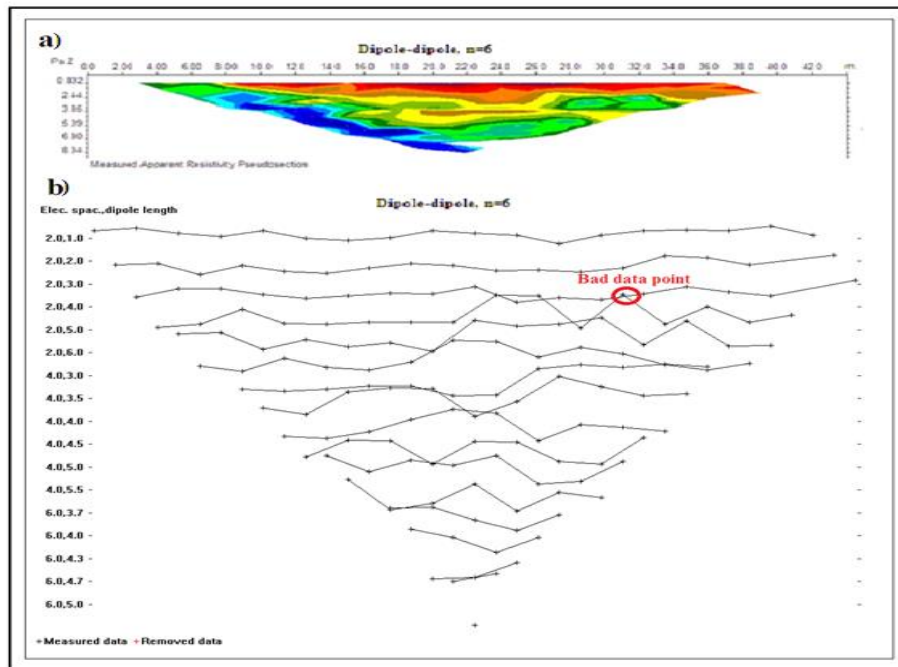 a)
Dipole-dipole, n=6
Ps.Z
0.0 2.00 4.00 6.00 8.00 10.0 12.0 14.0 16.0 18.0 20.0 22.0 24.0 26.0 28.0 30.0 32.0 34.0 36.0 38.0 40.0 42.0 m.
0.832
2.44
3.86
5.39
6.90
8.34
Measured Apparent Resistivity Pseudosection
b)
Dipole-dipole, n=6
Elec. spac.,dipole length
2.0,1.0
2.0,2.0
Bad data point
2.0,3.0
2.0,4.0
2.0,5.0
2.0,6.0
4.0,3.0
4.0,3.5
4.0,4.0
4.0,4.5
4.0,5.0
4.0,5.5
6.0,3.7
6.0,4.0
6.0,4.3
6.0,4.7
6.0,5.0
+Measured data +Removed data